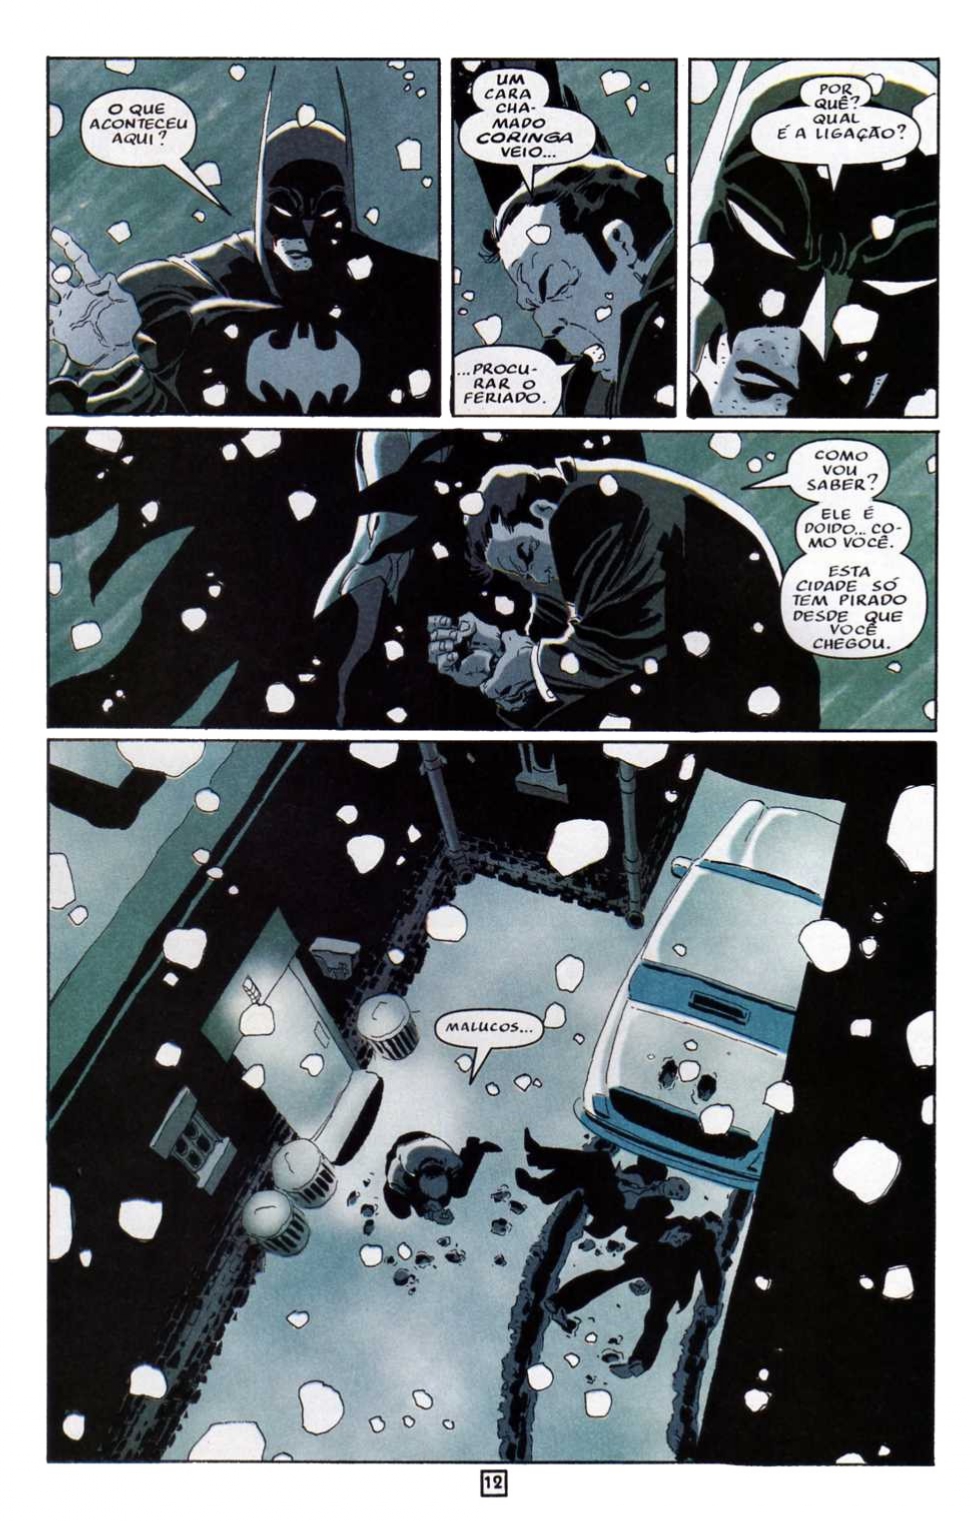 O QUE
ACONTECEU
AQUI?
UM
CARA
CHA-
MADO
CORINGA
VEIO...
...PROCU-
RAR O
FERIADO.
POR
QUÊ?
QUAL
É A LIGAÇÃO?
COMO
VOU
SABER?
ELE É
DOIDO... CO-
MO VOCÊ.
ESTA
CIDADE SÓ
TEM PIRADO
DESDE QUE
VOCÊ
CHEGOU.
MALUCOS...
12